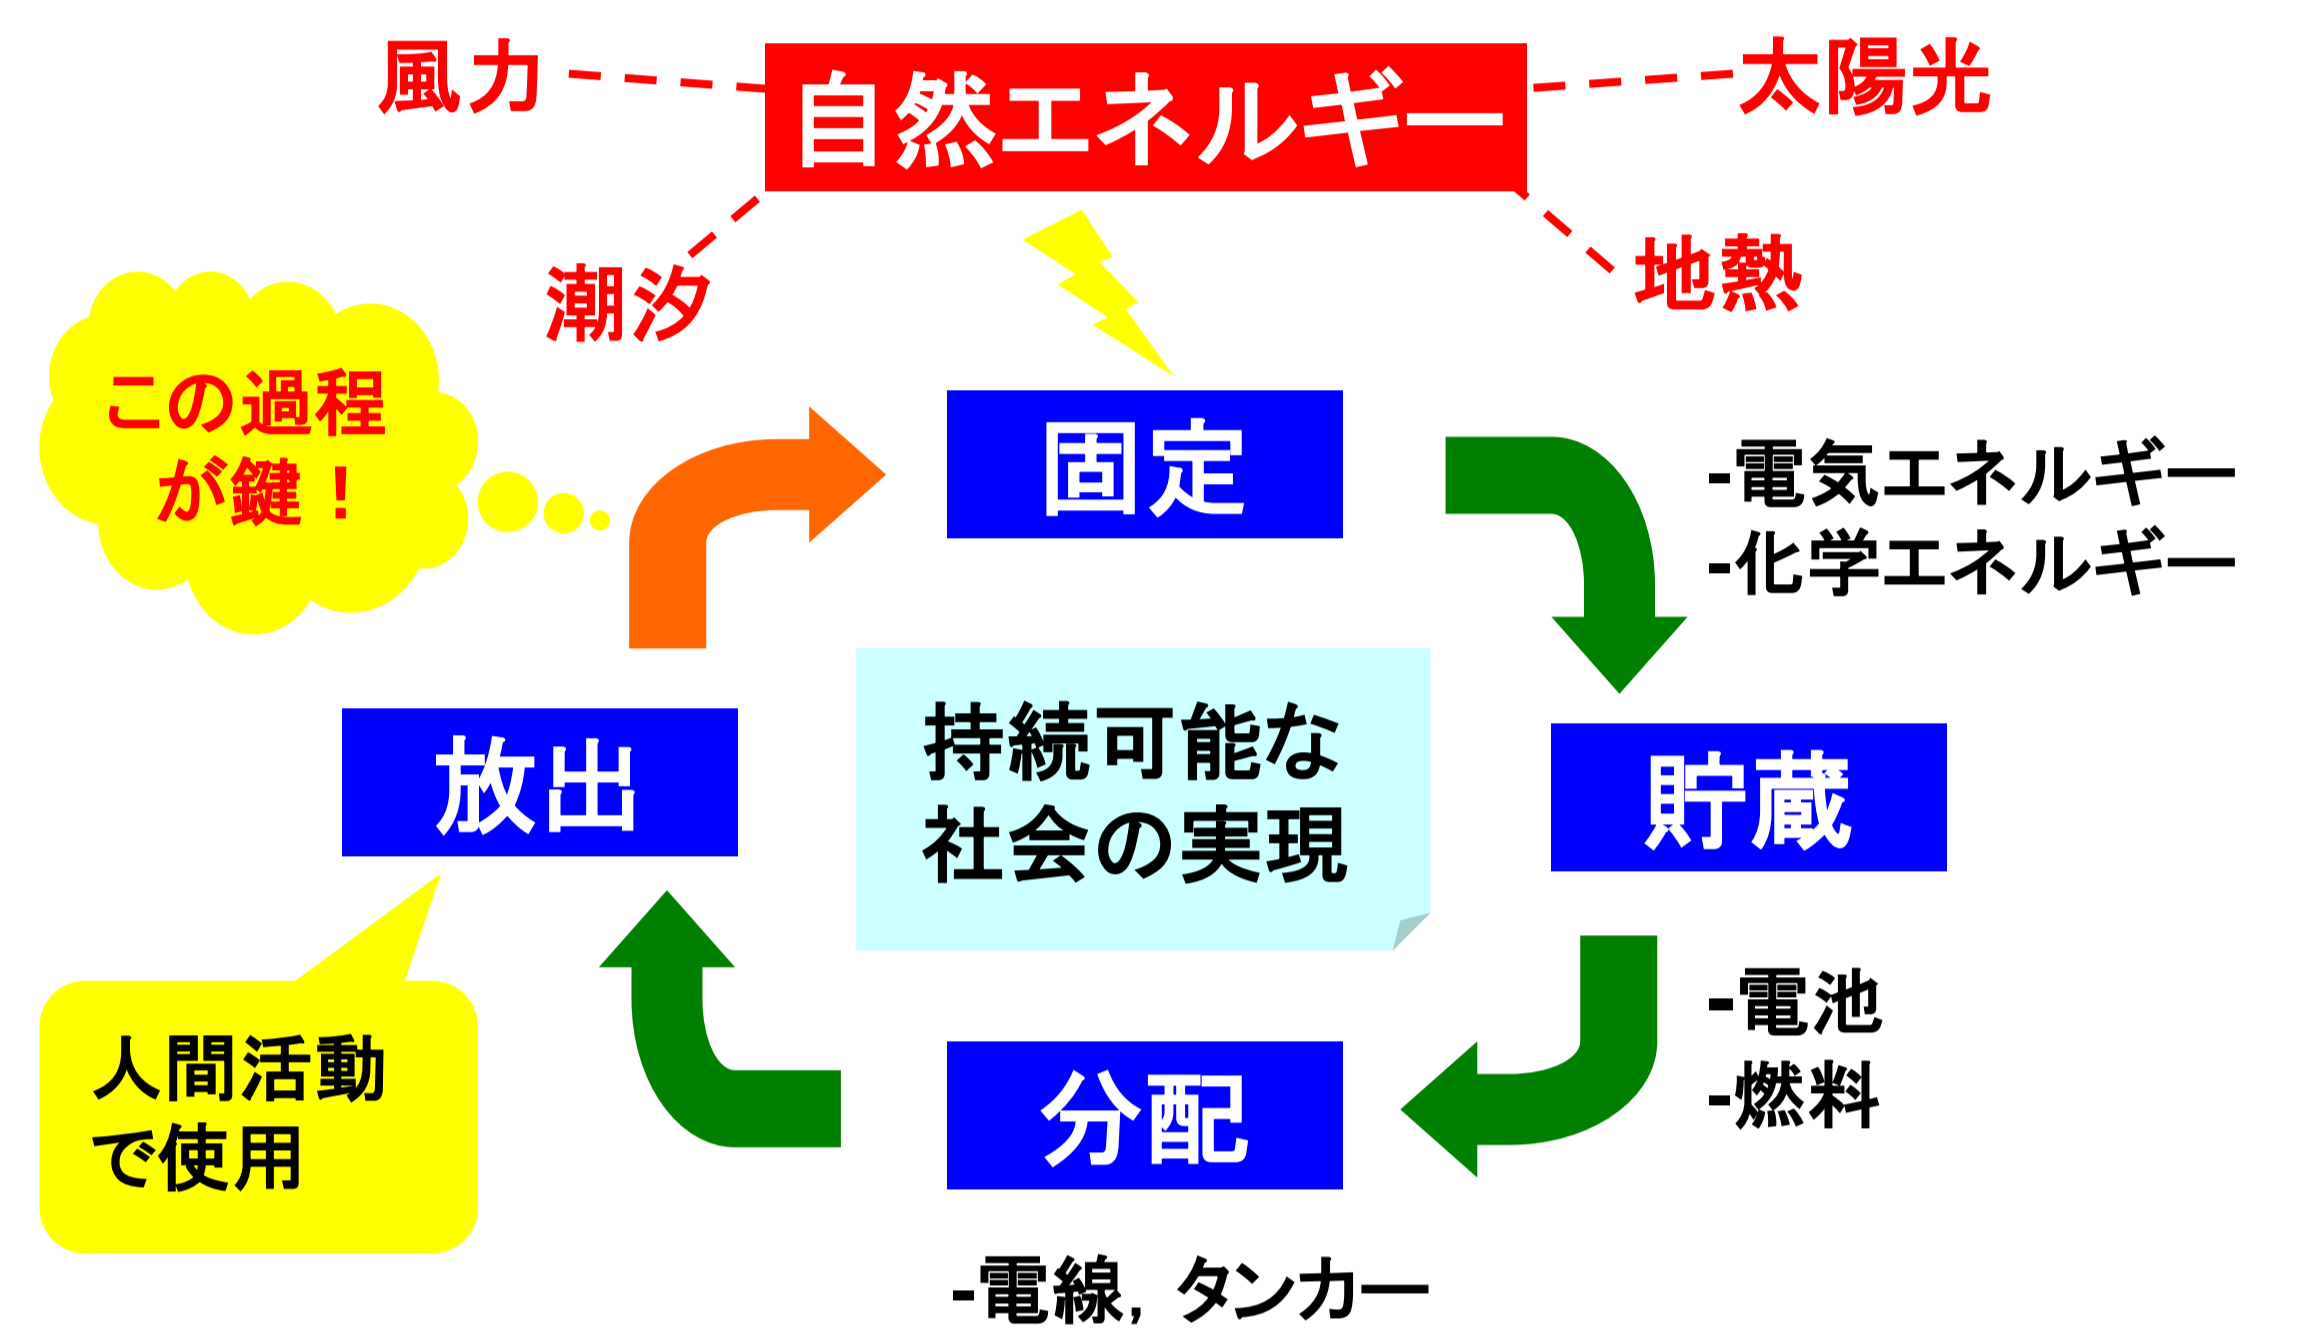 風力
自然エネルギー
太陽光
潮汐
地熱
この過程
が鍵！
固定
-電気エネルギー
-化学エネルギー
持続可能な
社会の実現
放出
貯蔵
人間活動
で使用
分配
-電池
-燃料
-電線, タンカー